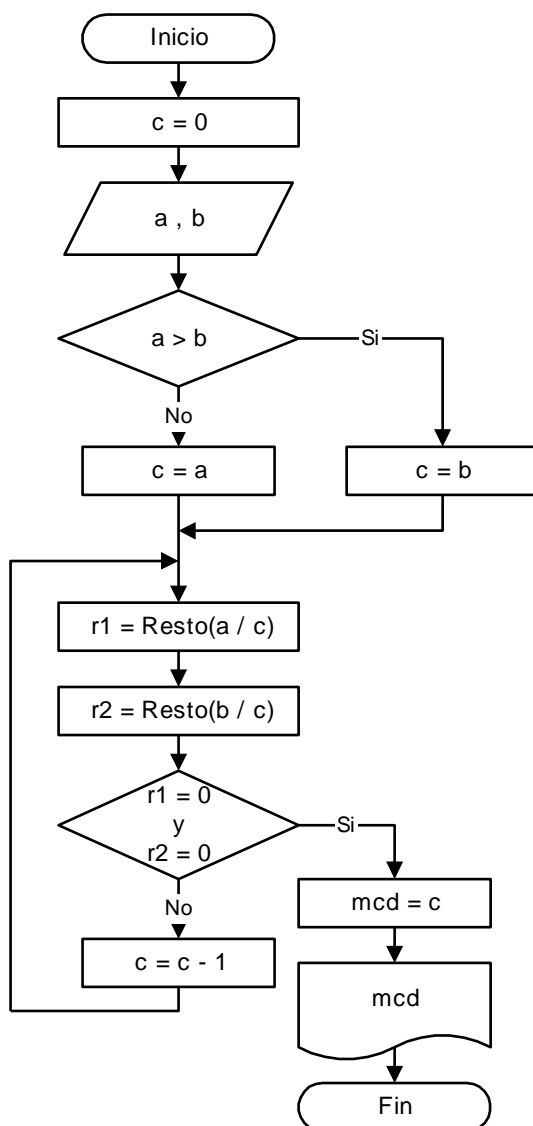 Inicio
c = 0
a , b
a > b
Si
No
c = a
c = b
r1 = Resto(a / c)
r2 = Resto(b / c)
r1 = 0
y
r2 = 0
Si
No
mcd = c
c = c - 1
mcd
Fin